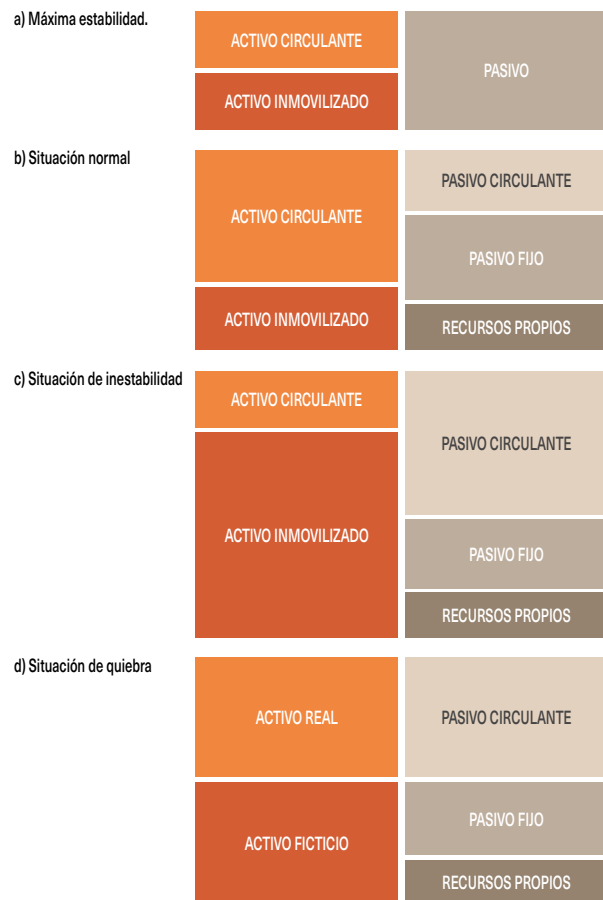 a) Máxima estabilidad.
ACTIVO CIRCULANTE
ACTIVO INMOVILIZADO
PASIVO
b) Situación normal
ACTIVO CIRCULANTE
ACTIVO INMOVILIZADO
PASIVO CIRCULANTE
PASIVO FIJO
RECURSOS PROPIOS
c) Situación de inestabilidad
ACTIVO CIRCULANTE
ACTIVO INMOVILIZADO
PASIVO CIRCULANTE
PASIVO FIJO
RECURSOS PROPIOS
d) Situación de quiebra
ACTIVO REAL
ACTIVO FICTICIO
PASIVO CIRCULANTE
PASIVO FIJO
RECURSOS PROPIOS